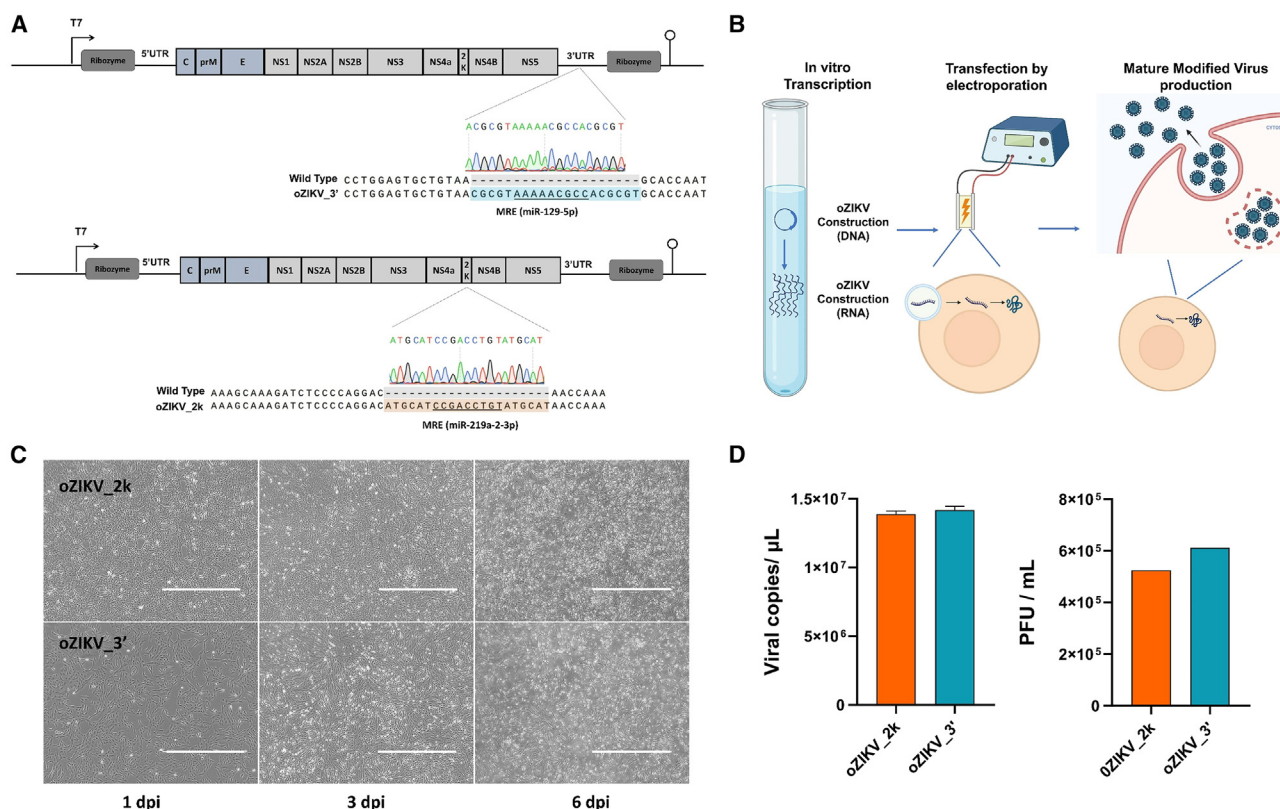 A
T7
Ribozyme
5'UTR
C prM E NS1 NS2A NS2B NS3 NS4a 2 K NS4B NS5
3'UTR
Ribozyme
ACGCGTAAAAACGCCACGCGT
Wild Type CCTGGAGTGCTGTAA---------------------GCACCAAT
oZIKV_3' CCTGGAGTGCTGTAACGCGTAAAAACGCCACGCGTGCACCAAT
MRE (miR-129-5p)
T7
Ribozyme
5'UTR
C prM E NS1 NS2A NS2B NS3 NS4a 2 K NS4B NS5
3'UTR
Ribozyme
ATGCATCCGACCTGTATGCAT
Wild Type AAAGCAAAGATCTCCCCAGGAC---------------------AACCAAA
oZIKV_2k AAAGCAAAGATCTCCCCAGGACATGCATCCGACCTGTATGCATAACCAAA
MRE (miR-219a-2-3p)
B
In vitro
Transcription
Transfection by
electroporation
Mature Modified Virus
production
oZIKV
Construction
(DNA)
oZIKV
Construction
(RNA)
C
oZIKV_2k
oZIKV_3'
1 dpi
3 dpi
6 dpi
D
Viral copies/ µL
1.5×10⁷
1×10⁷
5×10⁶
0
oZIKV_2k
oZIKV_3'
PFU / mL
8×10⁵
6×10⁵
4×10⁵
2×10⁵
0
0ZIKV_2k
oZIKV_3'